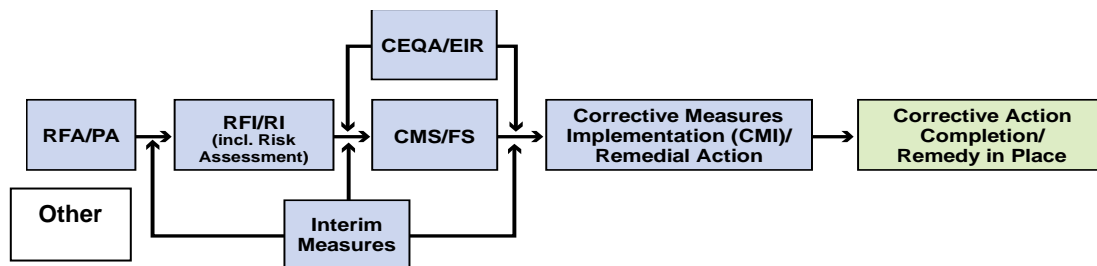 CEQA/EIR
RFA/PA
RFI/RI
(incl. Risk
Assessment)
CMS/FS
Corrective Measures
Implementation (CMI)/
Remedial Action
Corrective Action
Completion/
Remedy in Place
Other
Interim
Measures